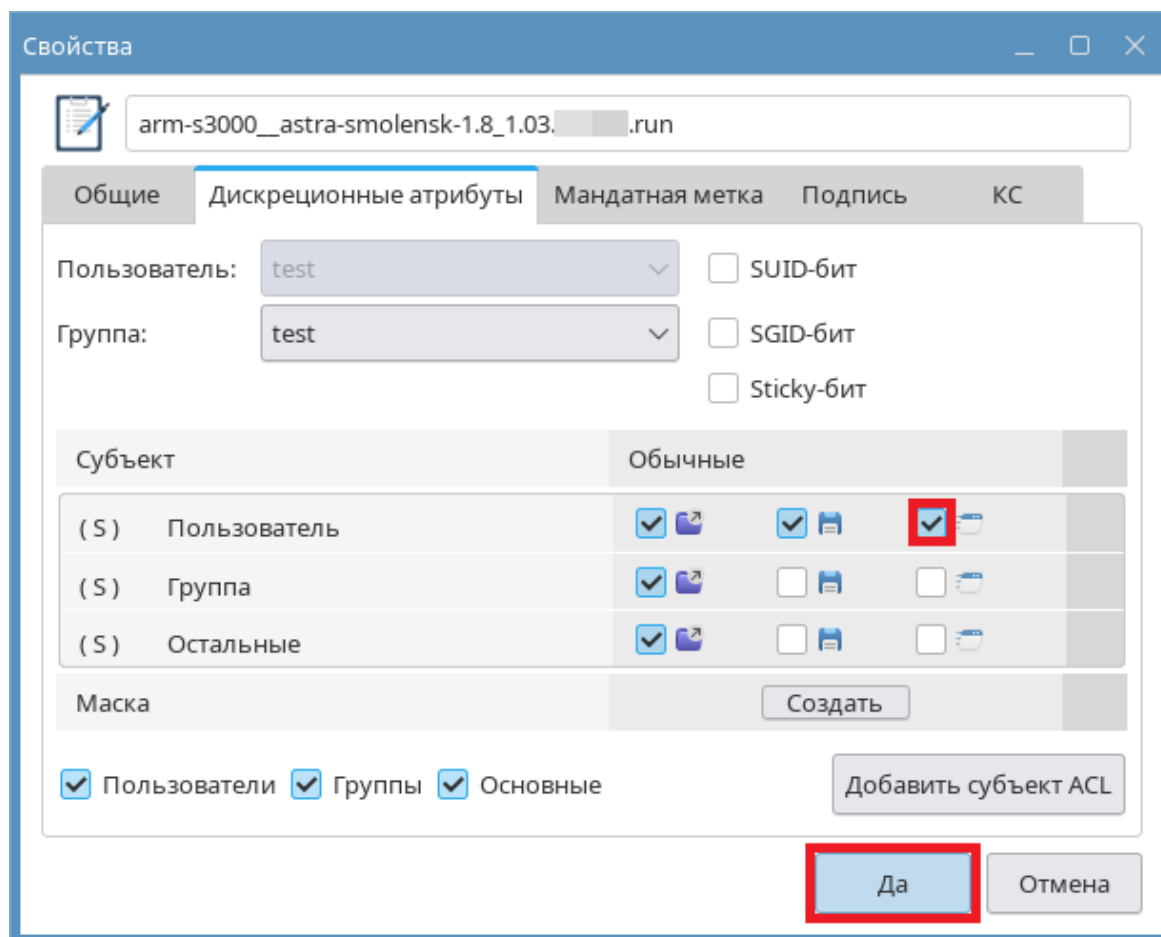 Свойства
arm-s3000__astra-smolensk-1.8_1.03. .run
Общие Дискреционные атрибуты Мандатная метка Подпись КС
Пользователь: test SUID-бит
Группа: test SGID-бит
Sticky-бит
Субъект Обычные
(S) Пользователь
(S) Группа
(S) Остальные
Маска Создать
Пользователи Группы Основные Добавить субъект ACL
Да Отмена